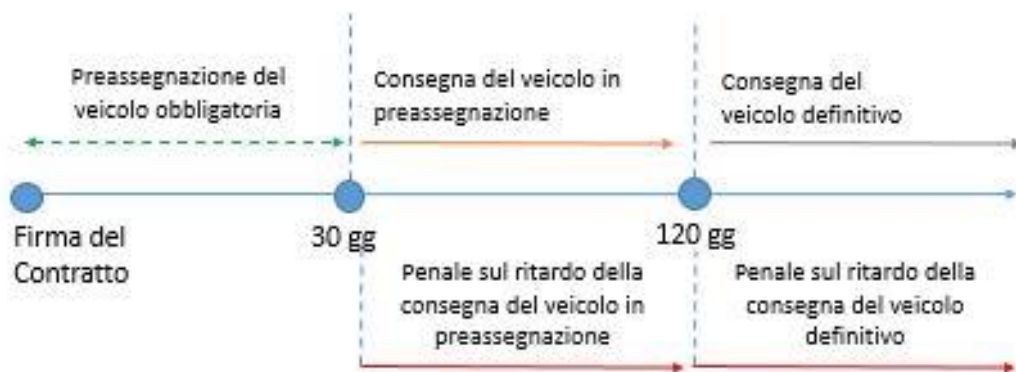 Preassegnazione del
veicolo obbligatoria
Consegna del veicolo in
preassegnazione
Consegna del
veicolo definitivo
Firma del
Contratto
30 gg
120 gg
Penale sul ritardo della
consegna del veicolo in
preassegnazione
Penale sul ritardo della
consegna del veicolo
definitivo